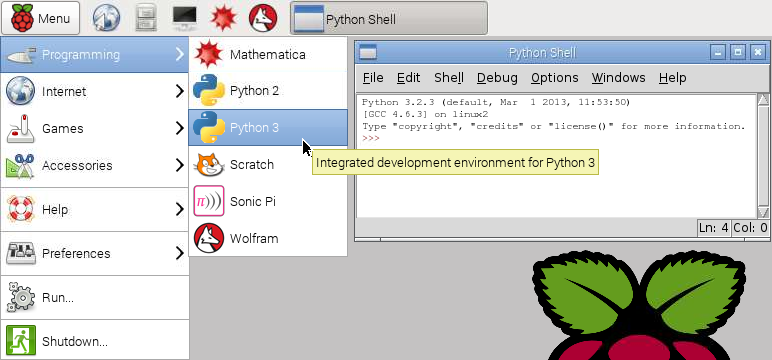 Menu
Python Shell
Programming
Internet
Games
Accessories
Help
Preferences
Run...
Shutdown...
Mathematica
Python 2
Python 3
Scratch
Sonic Pi
Wolfram
Integrated development environment for Python 3
Python Shell
File Edit Shell Debug Options Windows Help
Python 3.2.3 (default, Mar  1 2013, 11:53:50)
[GCC 4.6.3] on linux2
Type "copyright", "credits" or "license()" for more information.
>>>
Ln: 4 Col: 0